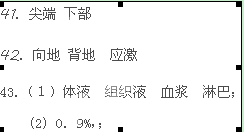 41. 尖端 下部
42. 向地 背地 应激
43. (1) 体液 组织液 血浆 淋巴;
(2) 0. 9%,;